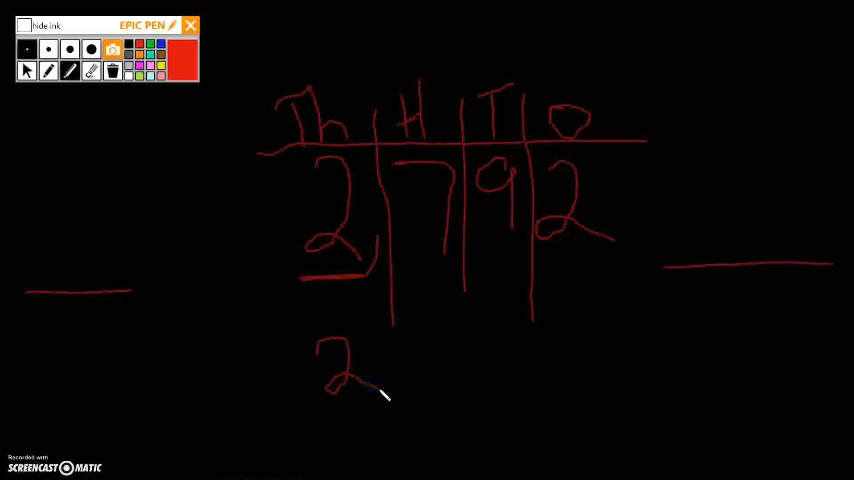 hide ink EPIC PEN
Th H T O
2, 7 9 2
2
Recorded with
SCREENCAST-O-MATIC